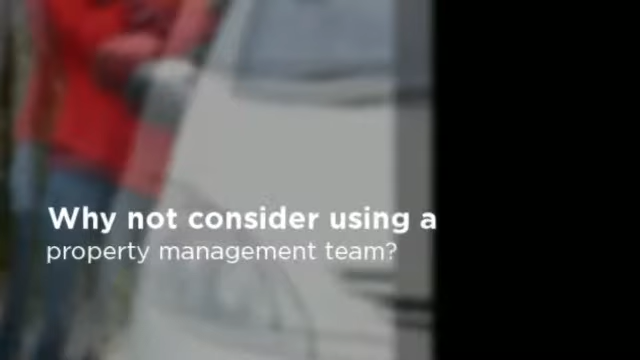 Why not consider using a
property management team?